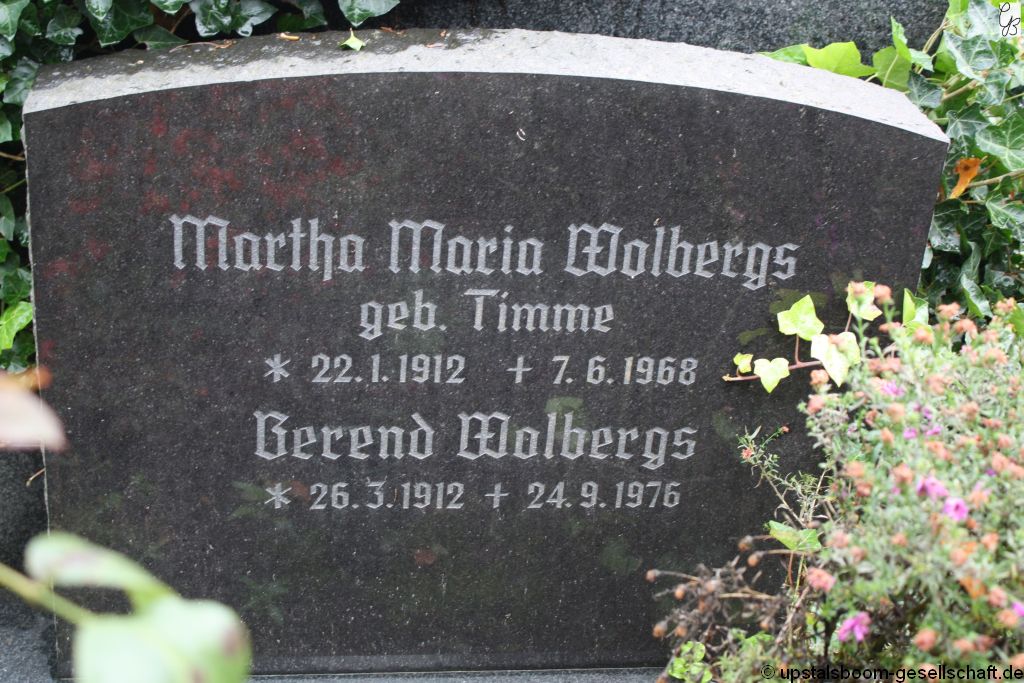 Martha Maria Wolbergs
geb. Timme
* 22.1.1912 + 7.6.1968
Berend Wolbergs
* 26.3.1912 + 24.9.1976
GB
© upstalsboom-gesellschaft.de